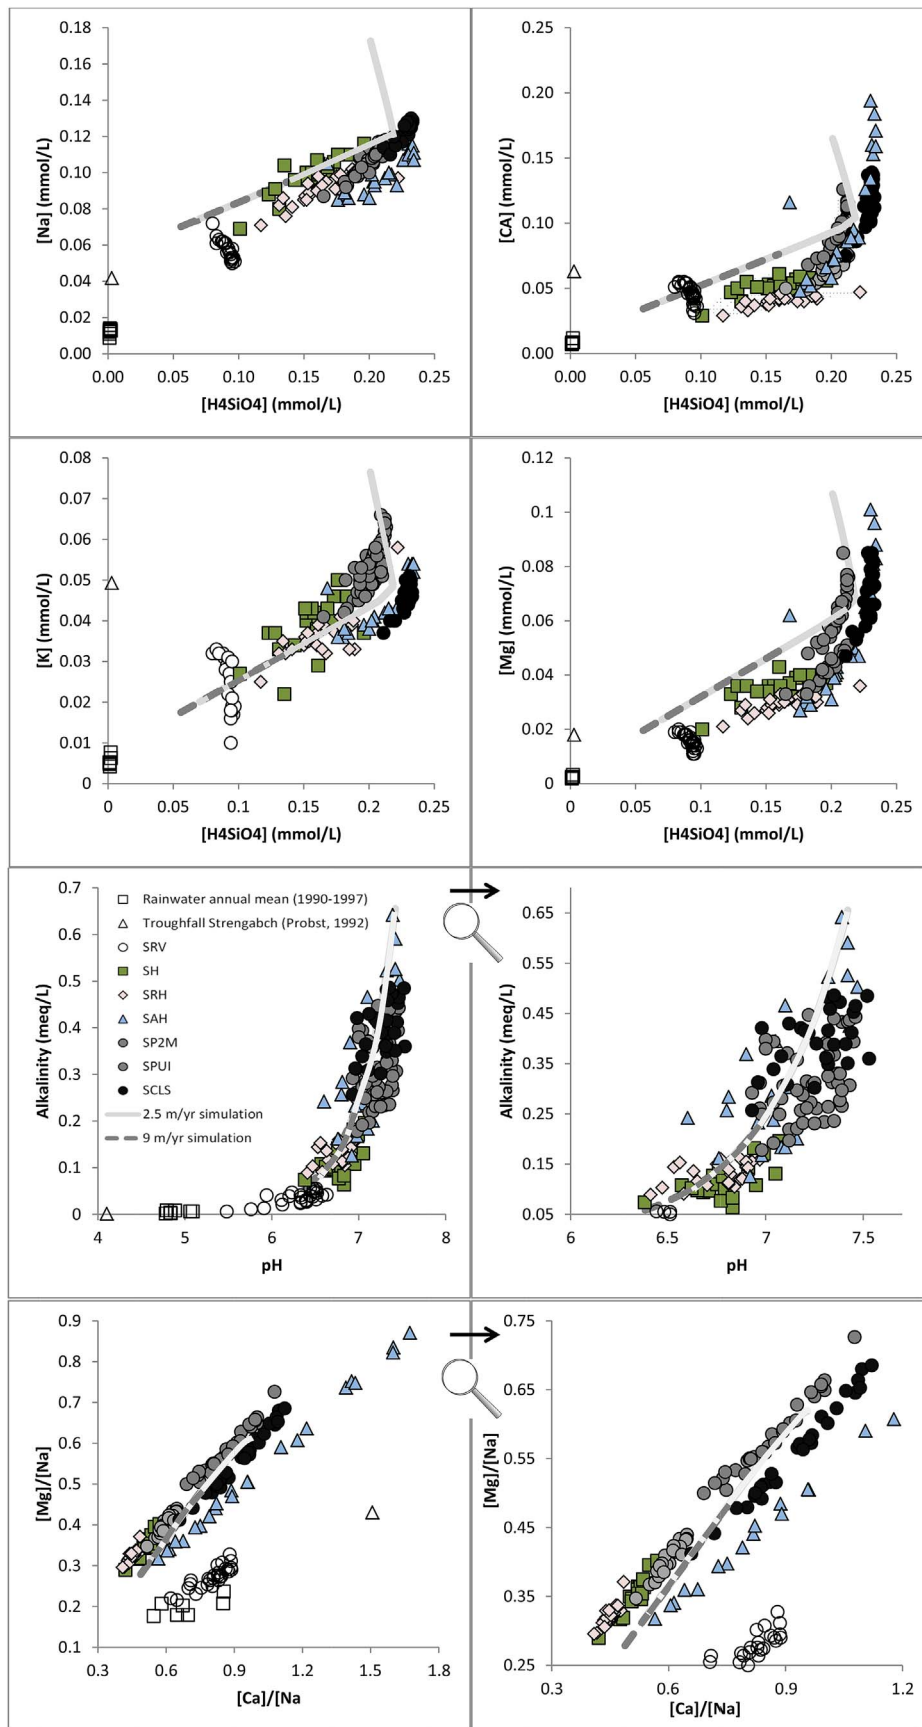 0.18
0.16
0.14
0.12
0.10
0.08
0.06
0.04
0.02
0.00
[Na] (mmol/L)
0.00 0.05 0.10 0.15 0.20 0.25
[H4SiO4] (mmol/L)
0.25
0.20
0.15
0.10
0.05
0.00
[CA] (mmol/L)
0.00 0.05 0.10 0.15 0.20 0.25
[H4SiO4] (mmol/L)
0.08
0.07
0.06
0.05
0.04
0.03
0.02
0.01
0
[K] (mmol/L)
0 0.05 0.1 0.15 0.2 0.25
[H4SiO4] (mmol/L)
0.12
0.1
0.08
0.06
0.04
0.02
0
[Mg] (mmol/L)
0 0.05 0.1 0.15 0.2 0.25
[H4SiO4] (mmol/L)
0.7
0.6
0.5
0.4
0.3
0.2
0.1
0
Alkalinity (meq/L)
Rainwater annual mean (1990-1997)
Troughfall Strengabch (Probst, 1992)
SRV
SH
SRH
SAH
SP2M
SPUI
SCLS
2.5 m/yr simulation
9 m/yr simulation
4 5 6 7 8
pH
0.65
0.55
0.45
0.35
0.25
0.15
0.05
Alkalinity (meq/L)
6 6.5 7 7.5
pH
0.9
0.8
0.7
0.6
0.5
0.4
0.3
0.2
0.1
[Mg]/[Na]
0.3 0.6 0.9 1.2 1.5 1.8
[Ca]/[Na
0.75
0.65
0.55
0.45
0.35
0.25
[Mg]/[Na]
0.3 0.6 0.9 1.2
[Ca]/[Na]